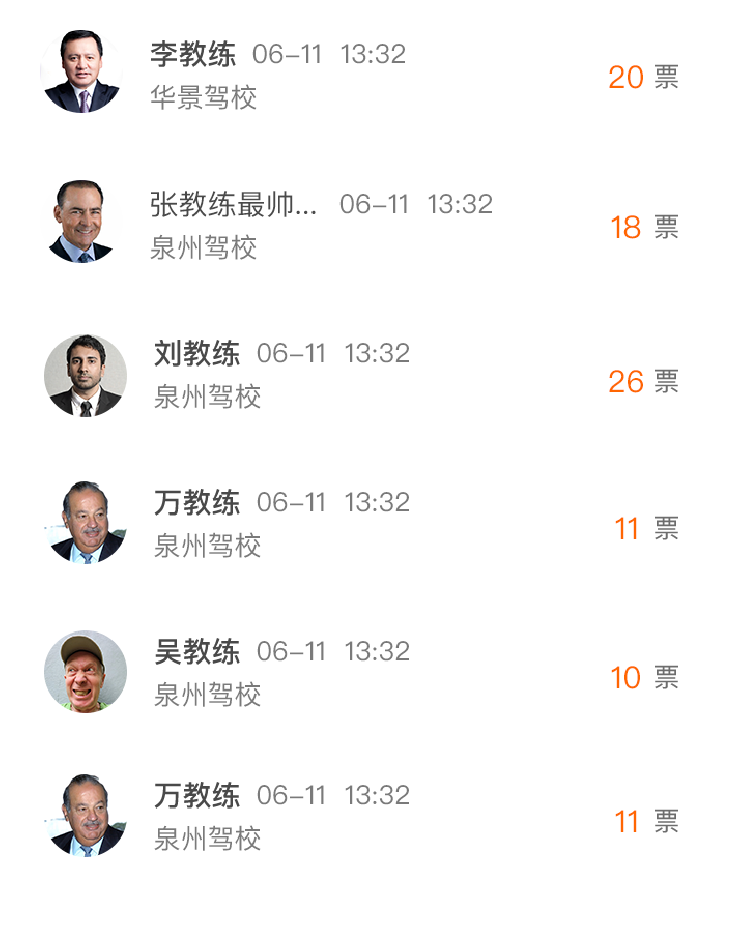 李教练 06-11 13:32
华景驾校
20 票
张教练最帅... 06-11 13:32
泉州驾校
18 票
刘教练 06-11 13:32
泉州驾校
26 票
万教练 06-11 13:32
泉州驾校
11 票
吴教练 06-11 13:32
泉州驾校
10 票
万教练 06-11 13:32
泉州驾校
11 票